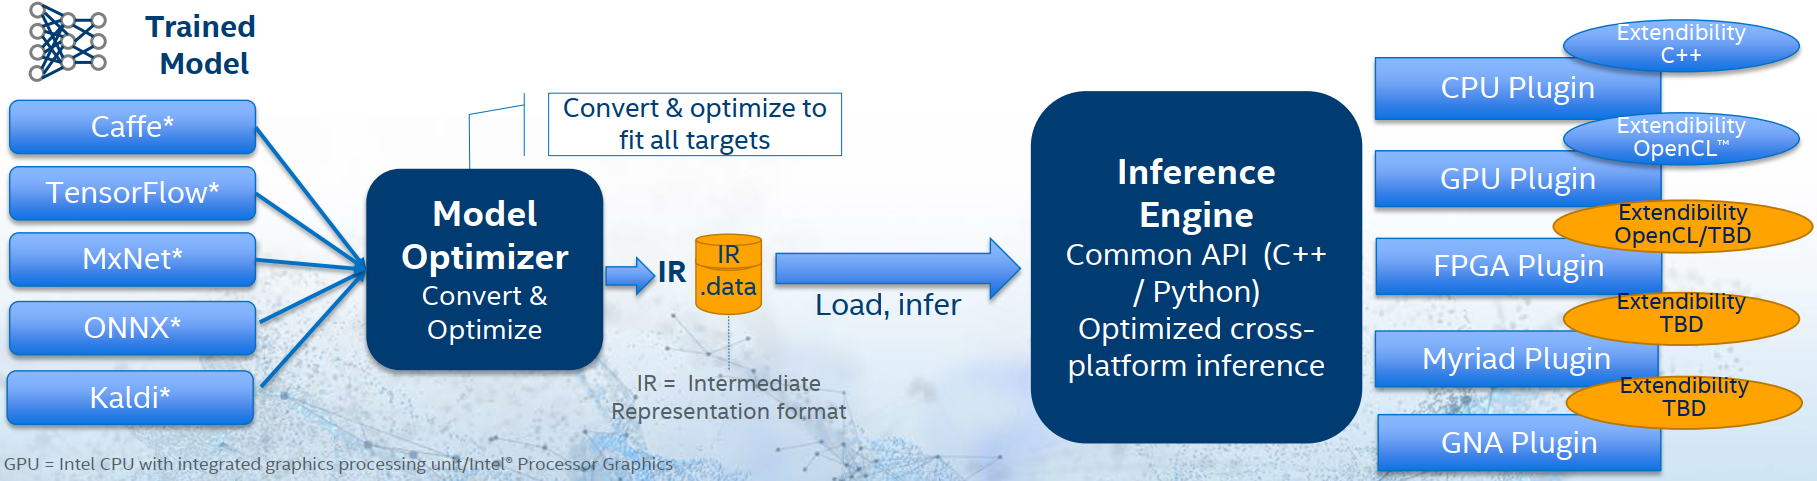 Trained
Model
Caffe*
TensorFlow*
MxNet*
ONNX*
Kaldi*
Convert & optimize to
fit all targets
Model
Optimizer
Convert &
Optimize
IR
IR
.data
IR = Intermediate
Representation format
Load, infer
Inference
Engine
Common API (C++
/ Python)
Optimized cross-
platform inference
Extendibility
C++
CPU Plugin
Extendibility
OpenCL™
GPU Plugin
Extendibility
OpenCL/TBD
FPGA Plugin
Extendibility
TBD
Myriad Plugin
Extendibility
TBD
GNA Plugin
GPU = Intel CPU with integrated graphics processing unit/Intel® Processor Graphics